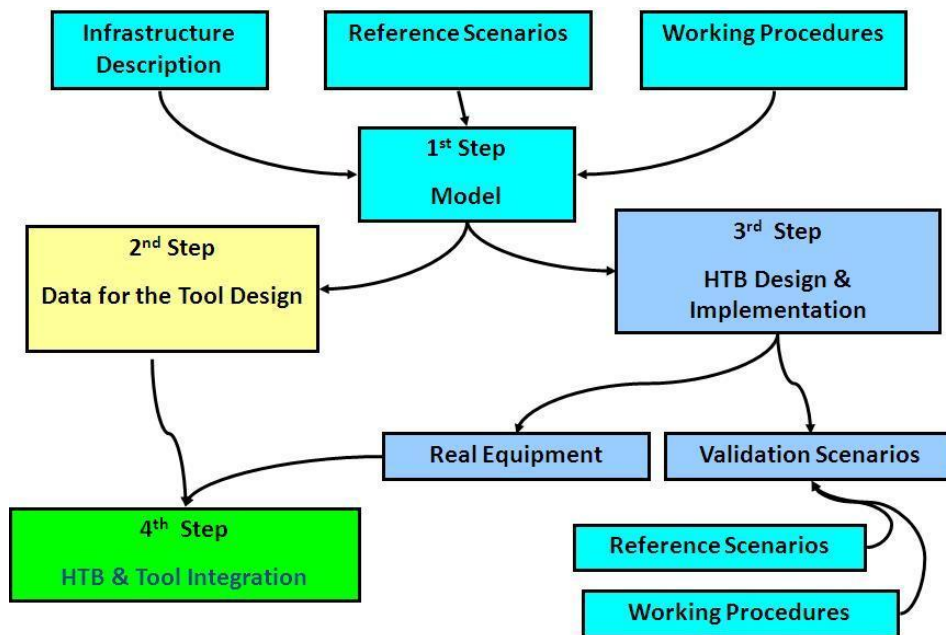 Infrastructure
Description
Reference Scenarios
Working Procedures
1st Step
Model
2nd Step
Data for the Tool Design
3rd Step
HTB Design &
Implementation
Real Equipment
Validation Scenarios
4th Step
HTB & Tool Integration
Reference Scenarios
Working Procedures